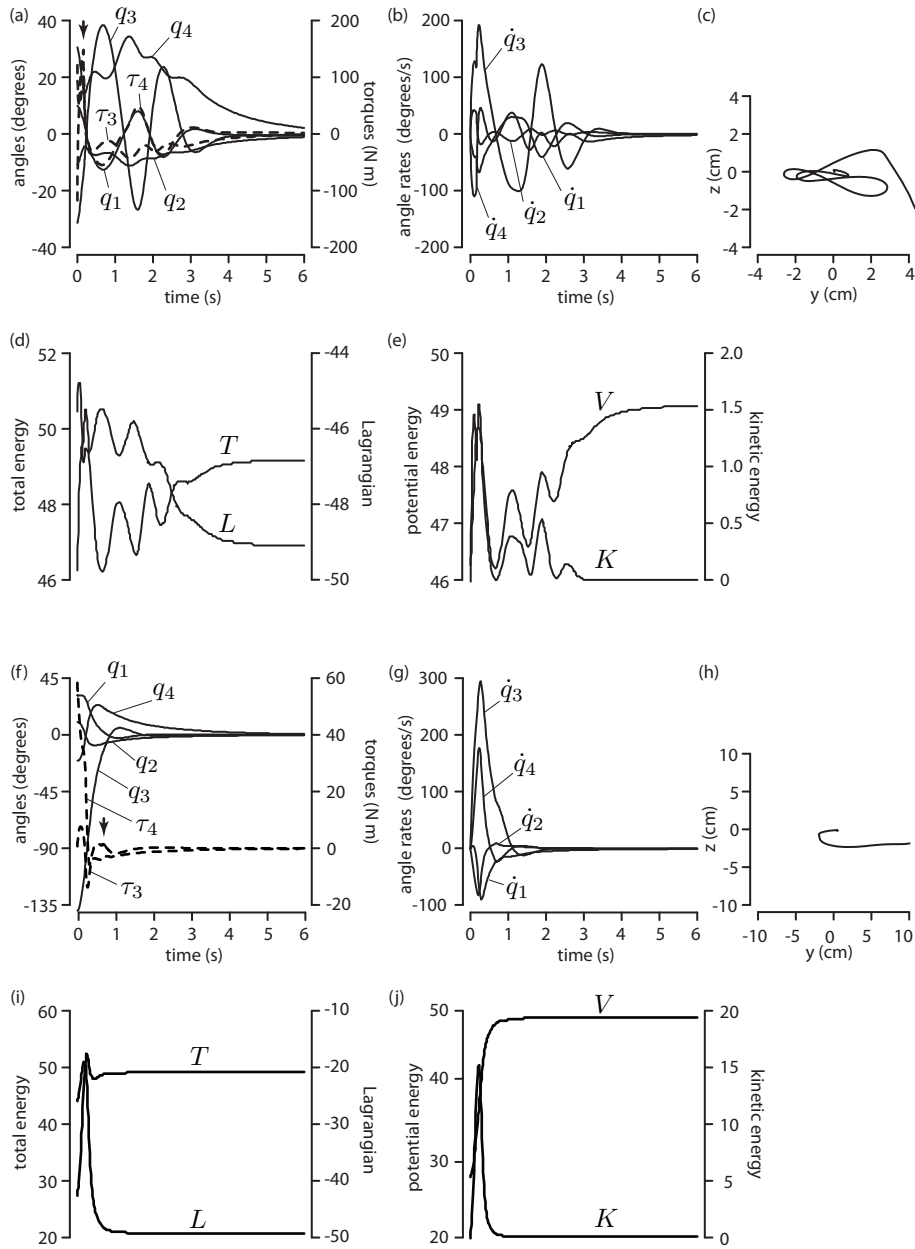 (a)
40
20
0
-20
-40
angles (degrees)
200
100
0
-100
-200
torques (N m)
q3
q4
τ4
τ3
q1
q2
0 1 2 3 4 5 6
time (s)
(b)
200
100
0
-100
-200
angle rates (degrees/s)
q̇3
q̇1
q̇2
q̇4
0 1 2 3 4 5 6
time (s)
(c)
4
2
0
-2
-4
z (cm)
-4 -2 0 2 4
y (cm)
(d)
52
50
48
46
total energy
-44
-46
-48
-50
Lagrangian
T
L
(e)
50
49
48
47
46
potential energy
2.0
1.5
1.0
0.5
0
kinetic energy
V
K
(f)
45
0
-45
-90
-135
angles (degrees)
60
40
20
0
-20
torques (N m)
q1
q4
q2
q3
τ4
τ3
0 1 2 3 4 5 6
time (s)
(g)
300
200
100
0
-100
angle rates (degrees/s)
q̇3
q̇4
q̇2
q̇1
0 1 2 3 4 5 6
time (s)
(h)
10
5
0
-5
-10
z (cm)
-10 -5 0 5 10
y (cm)
(i)
60
50
40
30
20
total energy
-10
-20
-30
-40
-50
Lagrangian
T
L
(j)
50
40
30
20
potential energy
20
15
10
5
0
kinetic energy
V
K